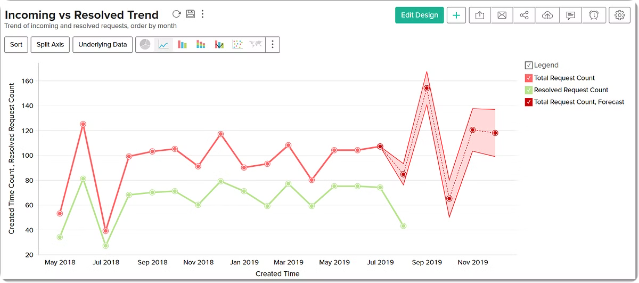 Incoming vs Resolved Trend
Trend of incoming and resolved requests, order by month
Edit Design
Sort
Split Axis
Underlying Data
Legend
Total Request Count
Resolved Request Count
Total Request Count, Forecast
Created Time Count, Resolved Request Count
160
140
120
100
80
60
40
20
May 2018
Jul 2018
Sep 2018
Nov 2018
Jan 2019
Mar 2019
May 2019
Jul 2019
Sep 2019
Nov 2019
Created Time